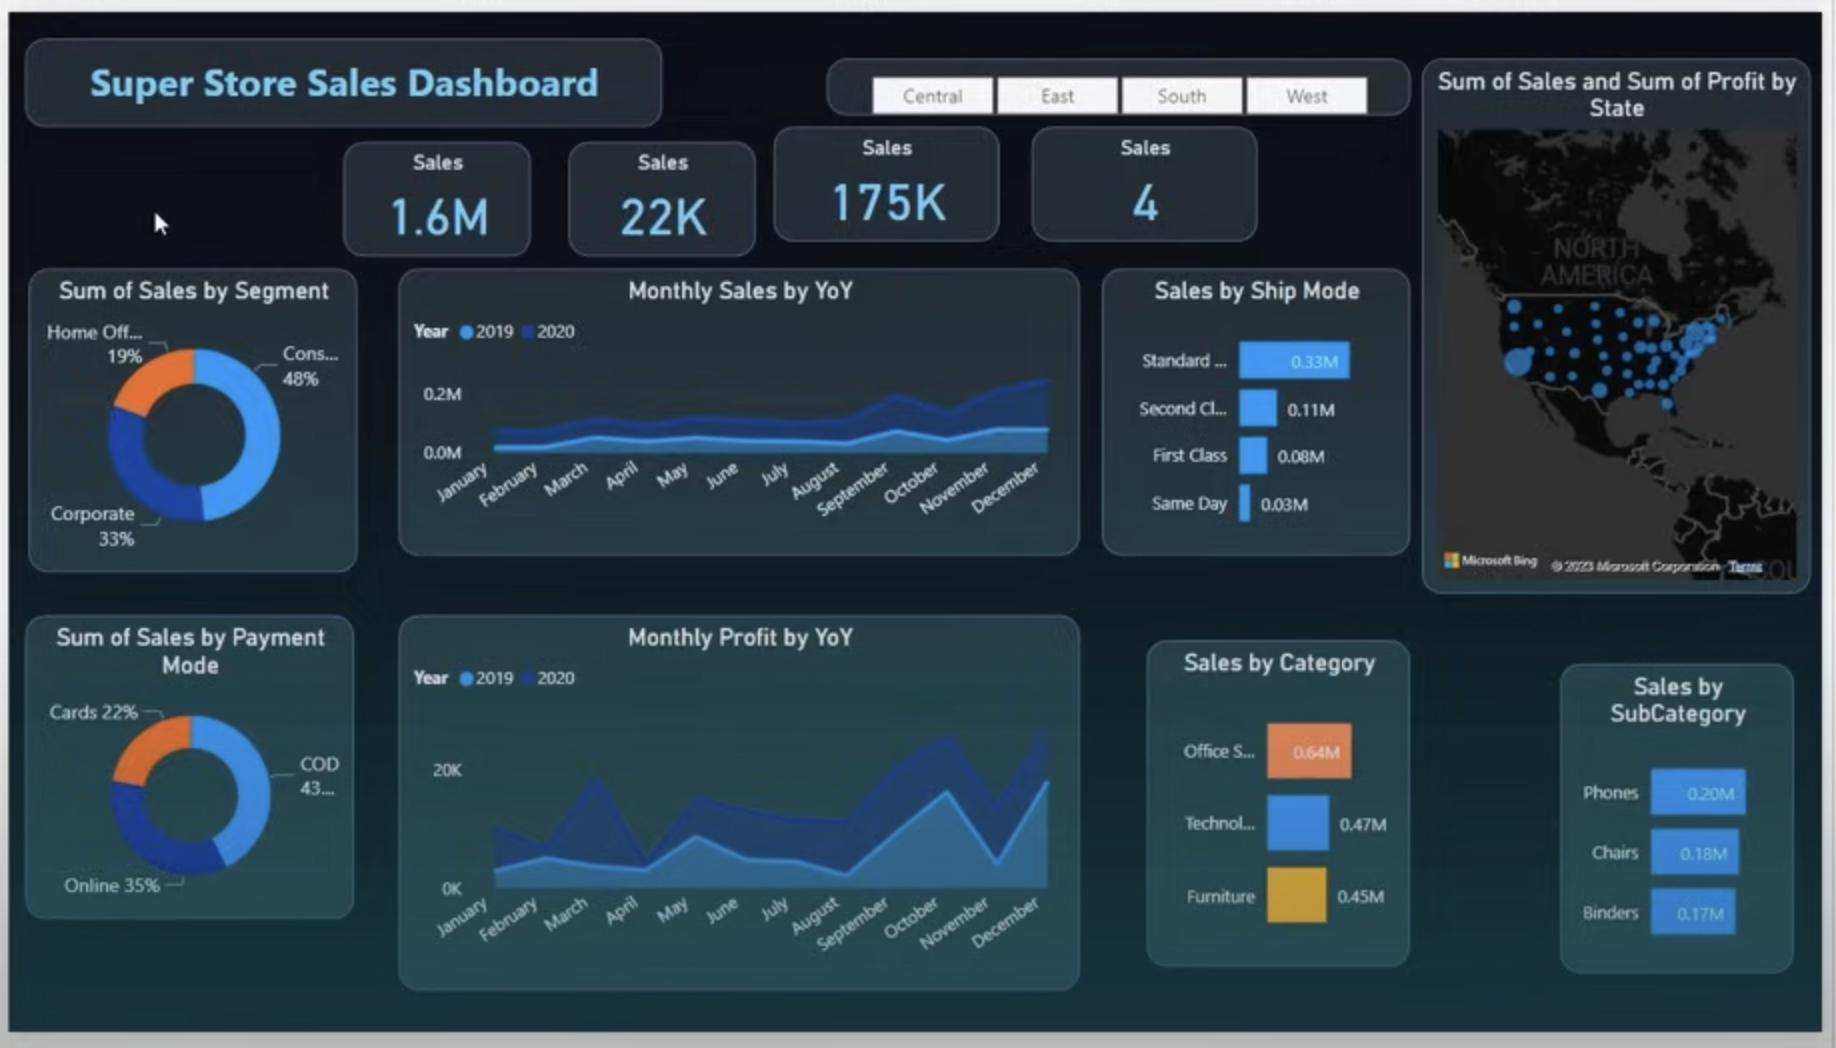 Super Store Sales Dashboard
Central
East
South
West
Sales
1.6M
Sales
22K
Sales
175K
Sales
4
Sum of Sales and Sum of Profit by
State
NORTH
AMERICA
Microsoft Bing
© 2023 Microsoft Corporation
Terms
Sum of Sales by Segment
Home Off...
19%
Cons...
48%
Corporate
33%
Monthly Sales by YoY
Year 2019 2020
0.2M
0.0M
January
February
March
April
May
June
July
August
September
October
November
December
Sales by Ship Mode
Standard ... 0.33M
Second Cl... 0.11M
First Class 0.08M
Same Day 0.03M
Sum of Sales by Payment
Mode
Cards 22%
COD
43...
Online 35%
Monthly Profit by YoY
Year 2019 2020
20K
0K
January
February
March
April
May
June
July
August
September
October
November
December
Sales by Category
Office S... 0.64M
Technol... 0.47M
Furniture 0.45M
Sales by
SubCategory
Phones 0.20M
Chairs 0.18M
Binders 0.17M